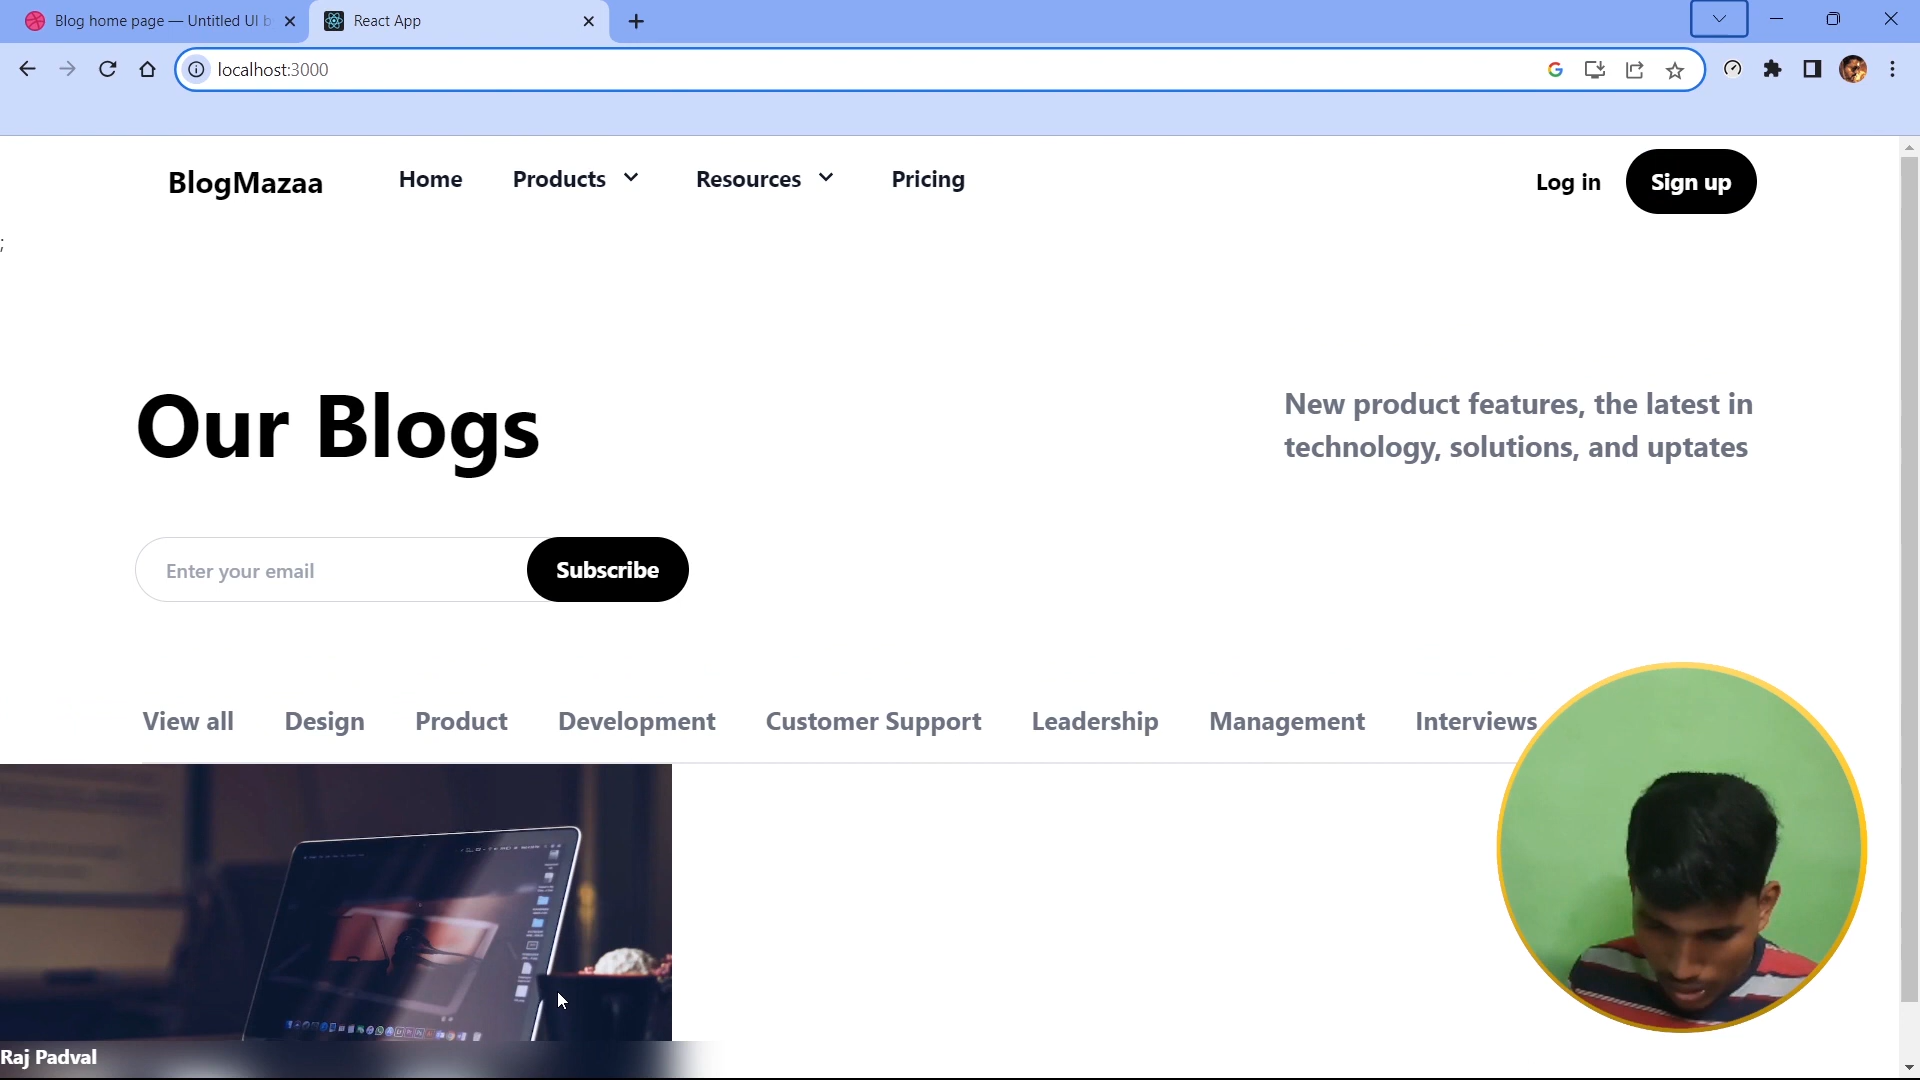 Blog home page — Untitled UI b
React App
localhost:3000
BlogMazaa
Home
Products
Resources
Pricing
Log in
Sign up
;
Our Blogs
New product features, the latest in
technology, solutions, and uptates
Enter your email
Subscribe
View all
Design
Product
Development
Customer Support
Leadership
Management
Interviews
Raj Padval